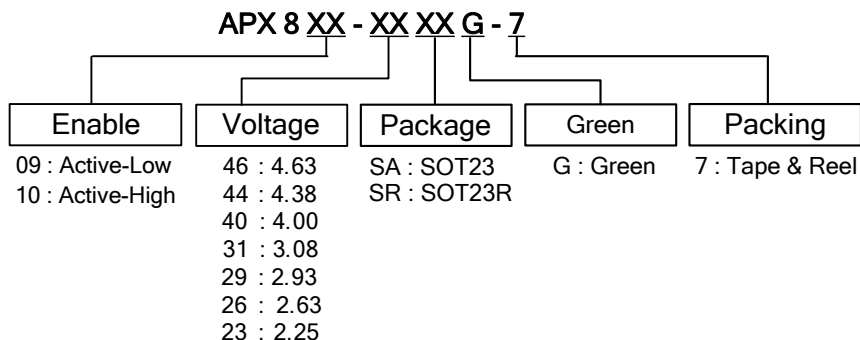 APX 8 XX - XX XX G - 7
Enable
Voltage
Package
Green
Packing
09 : Active-Low
10 : Active-High
46 : 4.63
44 : 4.38
40 : 4.00
31 : 3.08
29 : 2.93
26 : 2.63
23 : 2.25
SA : SOT23
SR : SOT23R
G : Green
7 : Tape & Reel